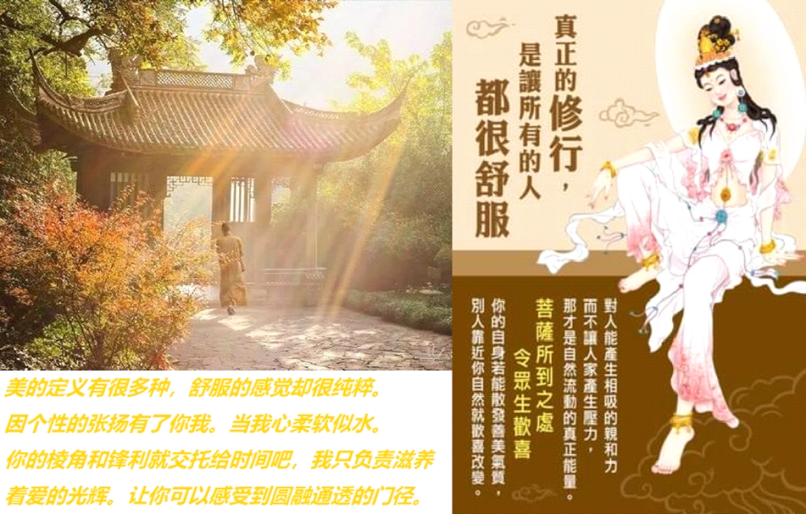 美的定义有很多种，舒服的感觉却很纯粹。
因个性的张扬有了你我。当我心柔软似水。
你的棱角和锋利就交托给时间吧，我只负责滋养
着爱的光辉。让你可以感受到圆融通透的门径。
真正的修行，
是讓所有的人
都很舒服
對人能產生相吸的親和力
而不讓人家產生壓力，
那才是自然流動的真正能量。
菩薩所到之處
令眾生歡喜
你的自身若能散發善美氣質，
別人靠近你自然就歡喜改變。